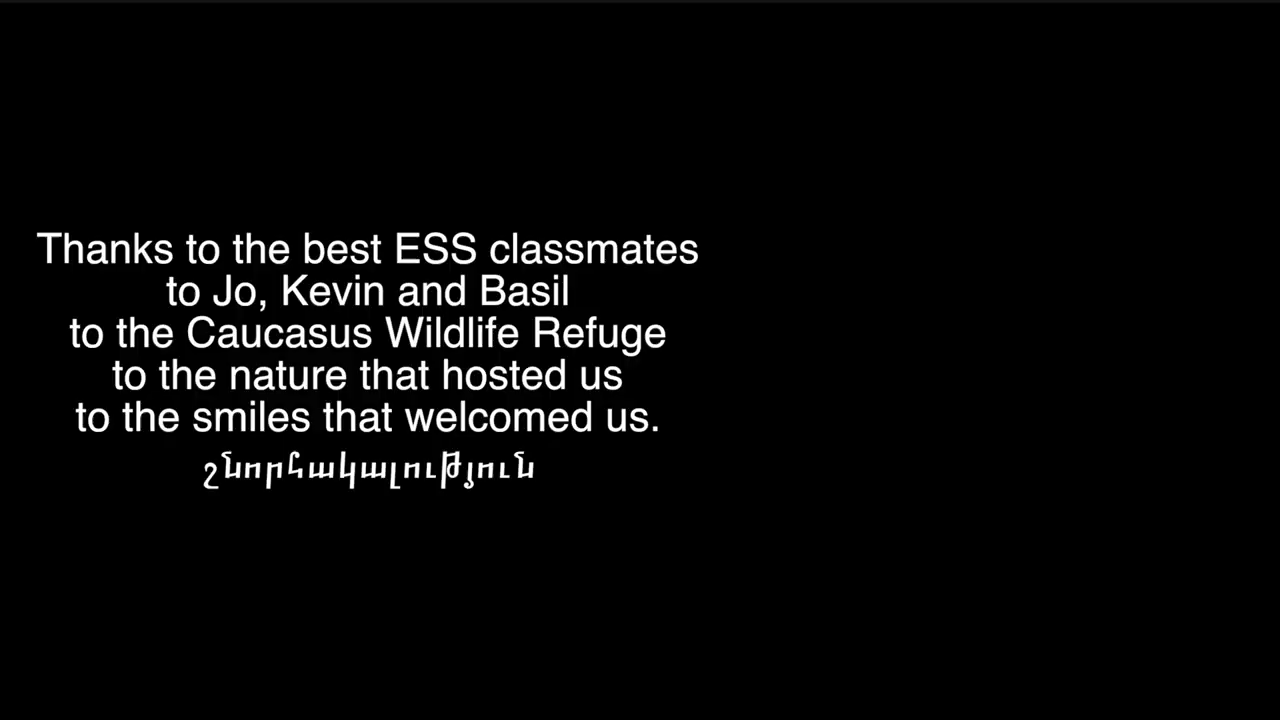 Thanks to the best ESS classmates
to Jo, Kevin and Basil
to the Caucasus Wildlife Refuge
to the nature that hosted us
to the smiles that welcomed us.
շնորհակալություն